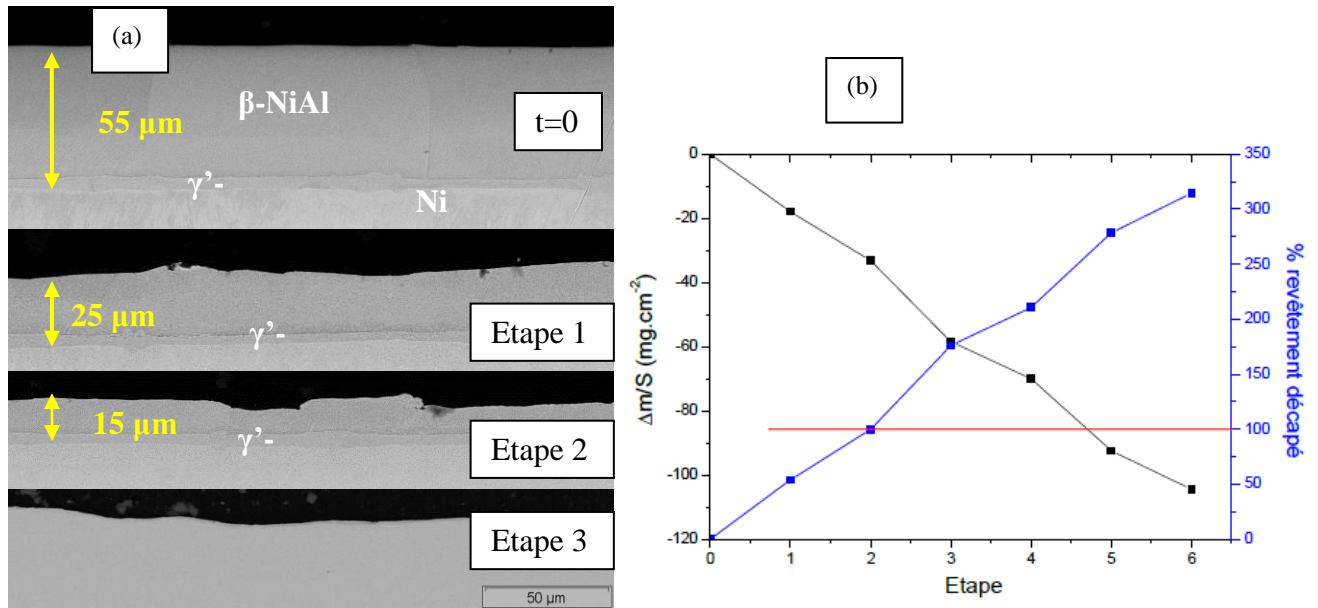 (a)
β-NiAl
t=0
55 µm
γ’-
Ni
25 µm
γ’-
Etape 1
15 µm
γ’-
Etape 2
Etape 3
50 µm
(b)
0
-20
-40
-60
-80
-100
-120
Δm/S (mg.cm⁻²)
0
1
2
3
4
5
6
Etape
350
300
250
200
150
100
50
0
% revêtement décapé